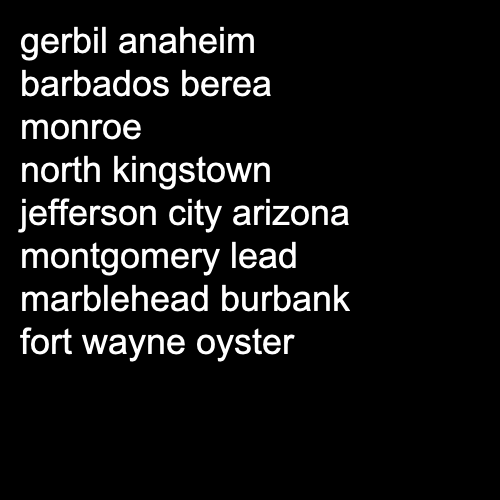 gerbil anaheim
barbados berea
monroe
north kingstown
jefferson city arizona
montgomery lead
marblehead burbank
fort wayne oyster